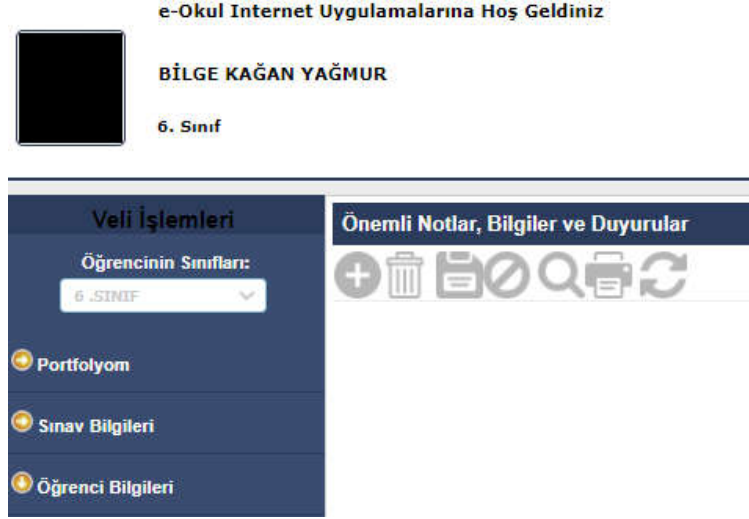 e-Okul Internet Uygulamalarına Hoş Geldiniz
BİLGE KAĞAN YAĞMUR
6. Sınıf
Veli İşlemleri
Öğrencinin Sınıfları:
6 .SINIF
Portfolyom
Sınav Bilgileri
Öğrenci Bilgileri
Önemli Notlar, Bilgiler ve Duyurular